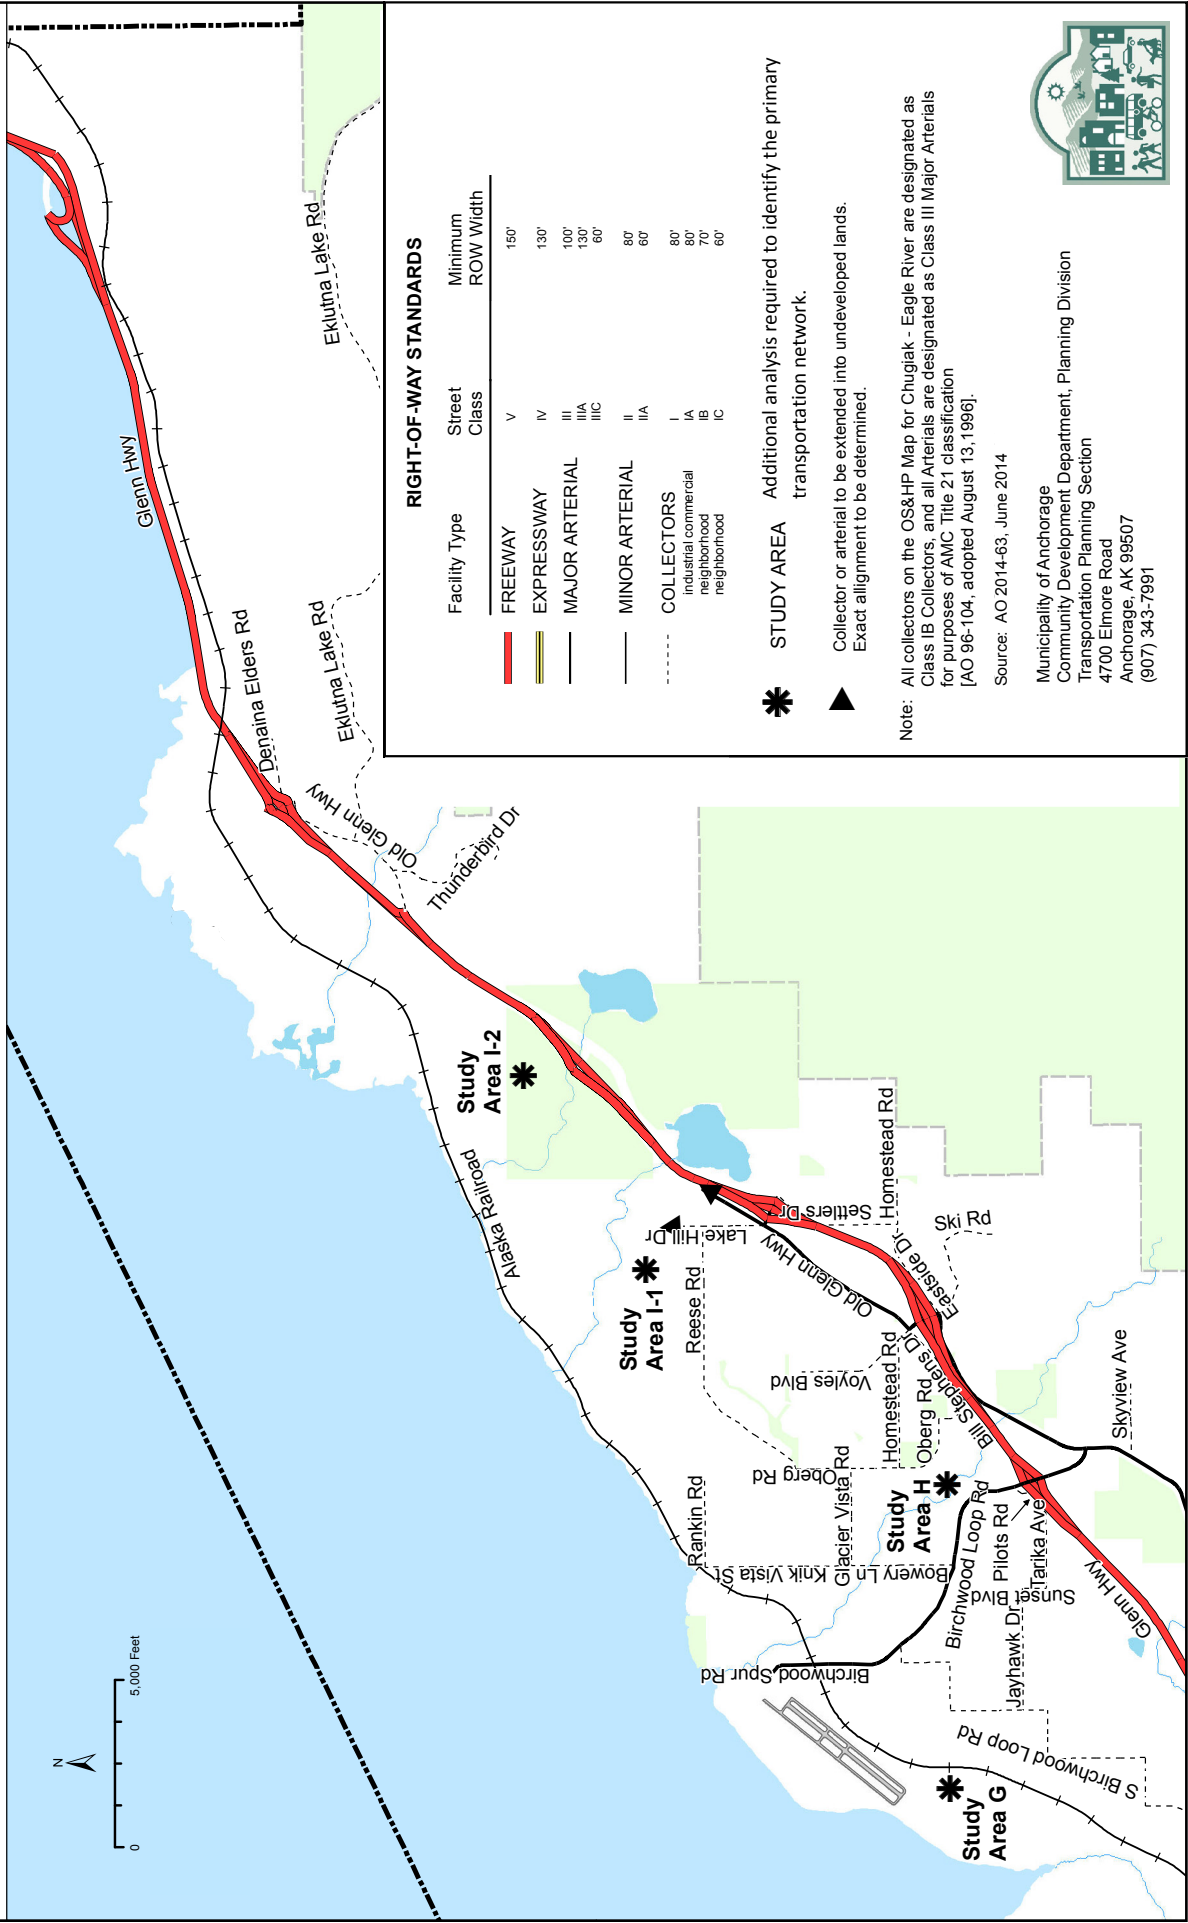 N
0
5,000 Feet
Glenn Hwy
Eklutna Lake Rd
Denaina Elders Rd
Eklutna Lake Rd
Old Glenn Hwy
Thunderbird Dr
Study
Area I-2
Alaska Railroad
Study
Area I-1
Lake Hill Dr
Settlers Dr
Homestead Rd
Reese Rd
Old Glenn Hwy
Eastside Dr
Ski Rd
Voyles Blvd
Homestead Rd
Oberg Rd
Bill Stephens Dr
Skyview Ave
Oberg Rd
Rankin Rd
Glacier Vista Rd
Study
Area H
Knik Vista St
Bowery Ln
Birchwood Loop Rd
Pilots Rd
Tarika Ave
Sunset Blvd
Jayhawk Dr
Glenn Hwy
Birchwood Spur Rd
S Birchwood Loop Rd
Study
Area G
RIGHT-OF-WAY STANDARDS
Facility Type Street Class Minimum ROW Width
FREEWAY V 150'
EXPRESSWAY IV 130'
MAJOR ARTERIAL III 100'
IIIA 130'
IIIC 60'
MINOR ARTERIAL II 80'
IIA 60'
COLLECTORS I 80'
industrial commercial IA 80'
neighborhood IB 70'
neighborhood IC 60'
STUDY AREA Additional analysis required to identify the primary
transportation network.
Collector or arterial to be extended into undeveloped lands.
Exact allignment to be determined.
Note: All collectors on the OS&HP Map for Chugiak - Eagle River are designated as
Class IB Collectors, and all Arterials are designated as Class III Major Arterials
for purposes of AMC Title 21 classification
[AO 96-104, adopted August 13,1996].
Source: AO 2014-63, June 2014
Municipality of Anchorage
Community Development Department, Planning Division
Transportation Planning Section
4700 Elmore Road
Anchorage, AK 99507
(907) 343-7991